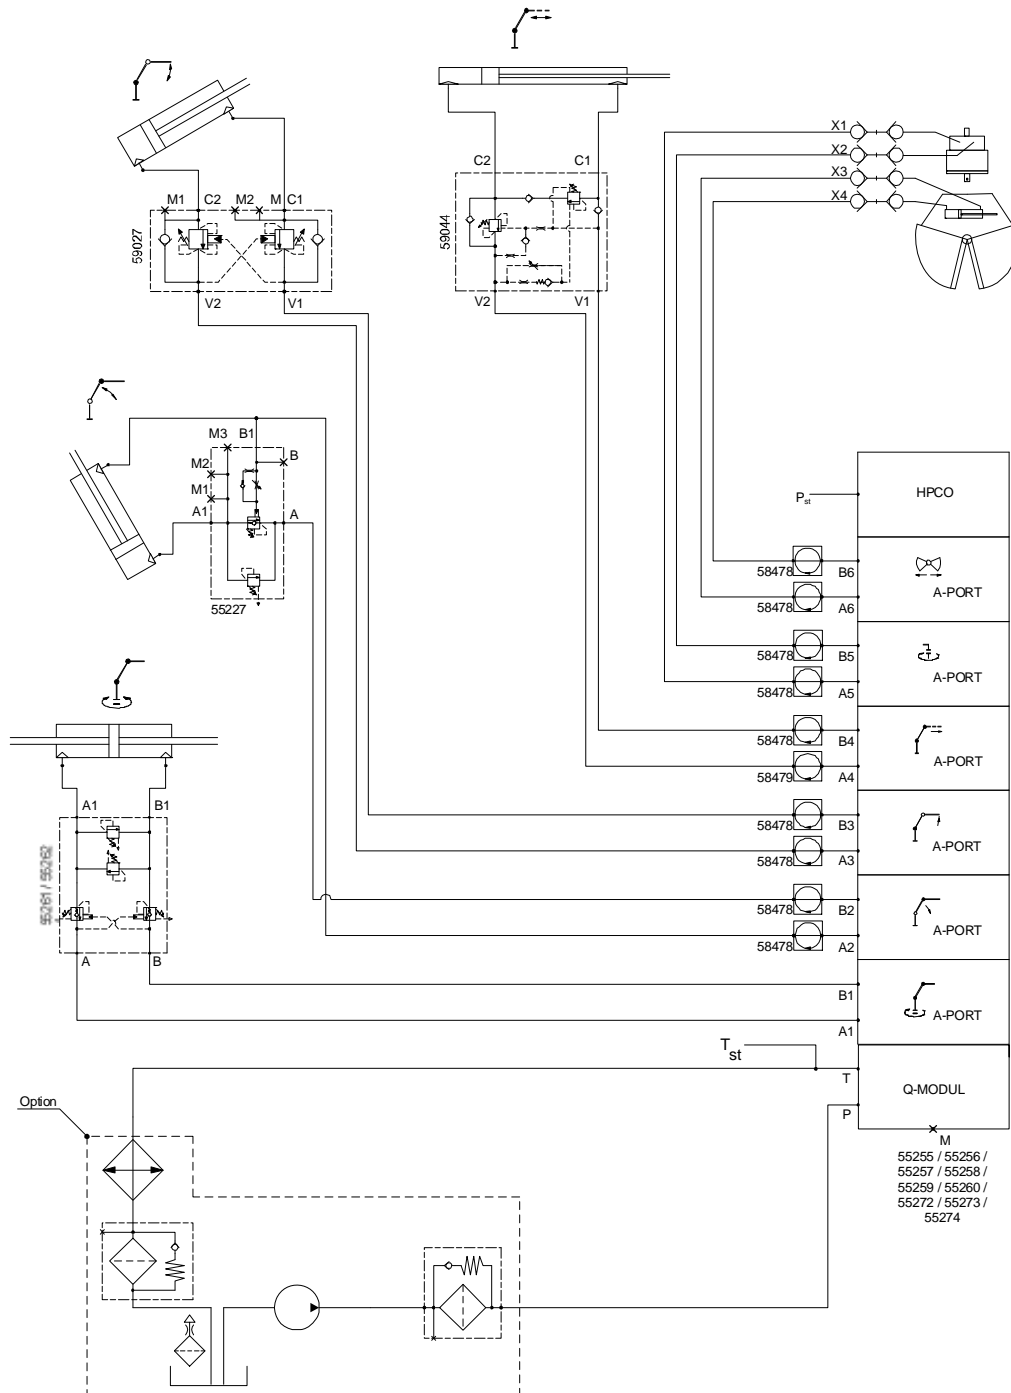 X1
X2
X3
X4
C2
C1
59044
V2
V1
M1
C2
M2
M
C1
59027
V2
V1
M3
B1
B
M2
M1
A1
A
55227
HPCO
Pst
58478
B6
58478
A6
A-PORT
58478
B5
58478
A5
A-PORT
58478
B4
58479
A4
A-PORT
58478
B3
58478
A3
A-PORT
58478
B2
58478
A2
A-PORT
A1
B1
55261 / 55262
A
B
B1
A1
A-PORT
Tst
T
P
Q-MODUL
M
55255 / 55256 /
55257 / 55258 /
55259 / 55260 /
55272 / 55273 /
55274
Option